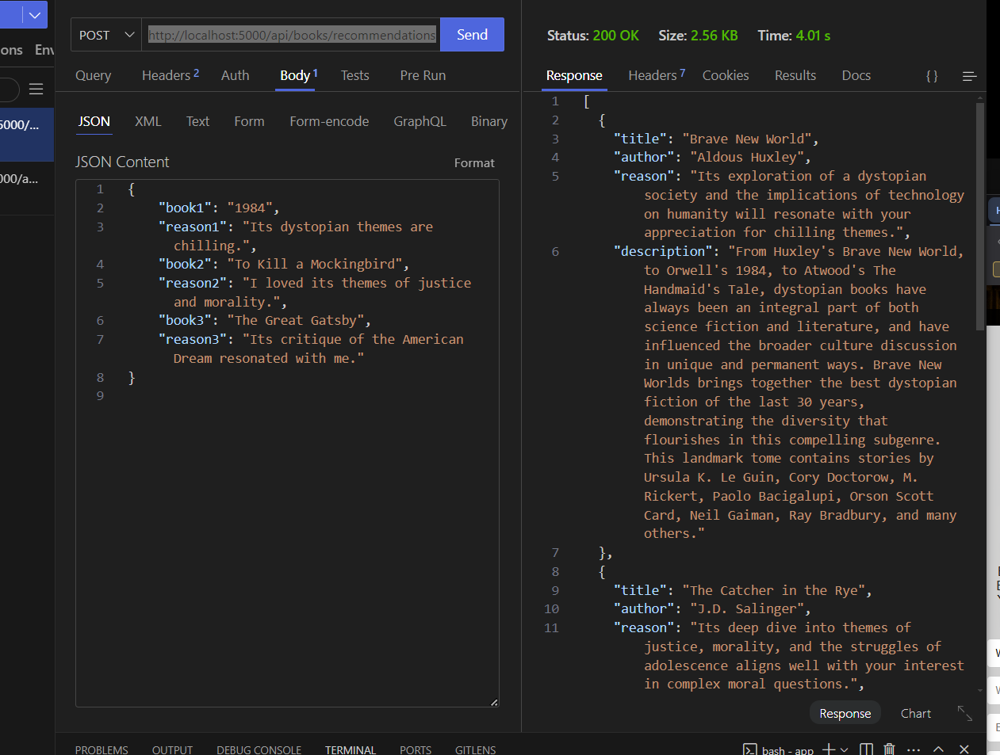 ons Env
5000/...
000/a...
POST http://localhost:5000/api/books/recommendations Send
Query Headers 2 Auth Body 1 Tests Pre Run
JSON XML Text Form Form-encode GraphQL Binary
JSON Content Format
1 {
2 "book1": "1984",
3 "reason1": "Its dystopian themes are
chilling.",
4 "book2": "To Kill a Mockingbird",
5 "reason2": "I loved its themes of justice
and morality.",
6 "book3": "The Great Gatsby",
7 "reason3": "Its critique of the American
Dream resonated with me."
8 }
9
Status: 200 OK Size: 2.56 KB Time: 4.01 s
Response Headers 7 Cookies Results Docs { }
1 [
2 {
3 "title": "Brave New World",
4 "author": "Aldous Huxley",
5 "reason": "Its exploration of a dystopian
society and the implications of technology
on humanity will resonate with your
appreciation for chilling themes.",
6 "description": "From Huxley's Brave New World,
to Orwell's 1984, to Atwood's The
Handmaid's Tale, dystopian books have
always been an integral part of both
science fiction and literature, and have
influenced the broader culture discussion
in unique and permanent ways. Brave New
Worlds brings together the best dystopian
fiction of the last 30 years,
demonstrating the diversity that
flourishes in this compelling subgenre.
This landmark tome contains stories by
Ursula K. Le Guin, Cory Doctorow, M.
Rickert, Paolo Bacigalupi, Orson Scott
Card, Neil Gaiman, Ray Bradbury, and many
others."
7 },
8 {
9 "title": "The Catcher in the Rye",
10 "author": "J.D. Salinger",
11 "reason": "Its deep dive into themes of
justice, morality, and the struggles of
adolescence aligns well with your interest
in complex moral questions.",
Response Chart
PROBLEMS OUTPUT DEBUG CONSOLE TERMINAL PORTS GITLENS bash - app